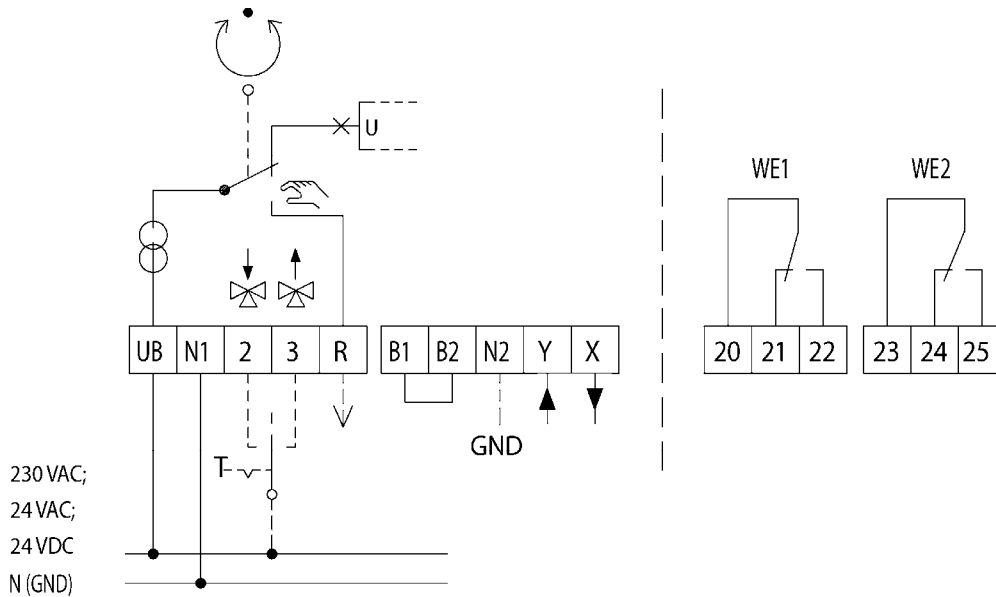 U
WE1
WE2
UB N1 2 3 R B1 B2 N2 Y X 20 21 22 23 24 25
GND
T
230 VAC;
24 VAC;
24 VDC
N (GND)